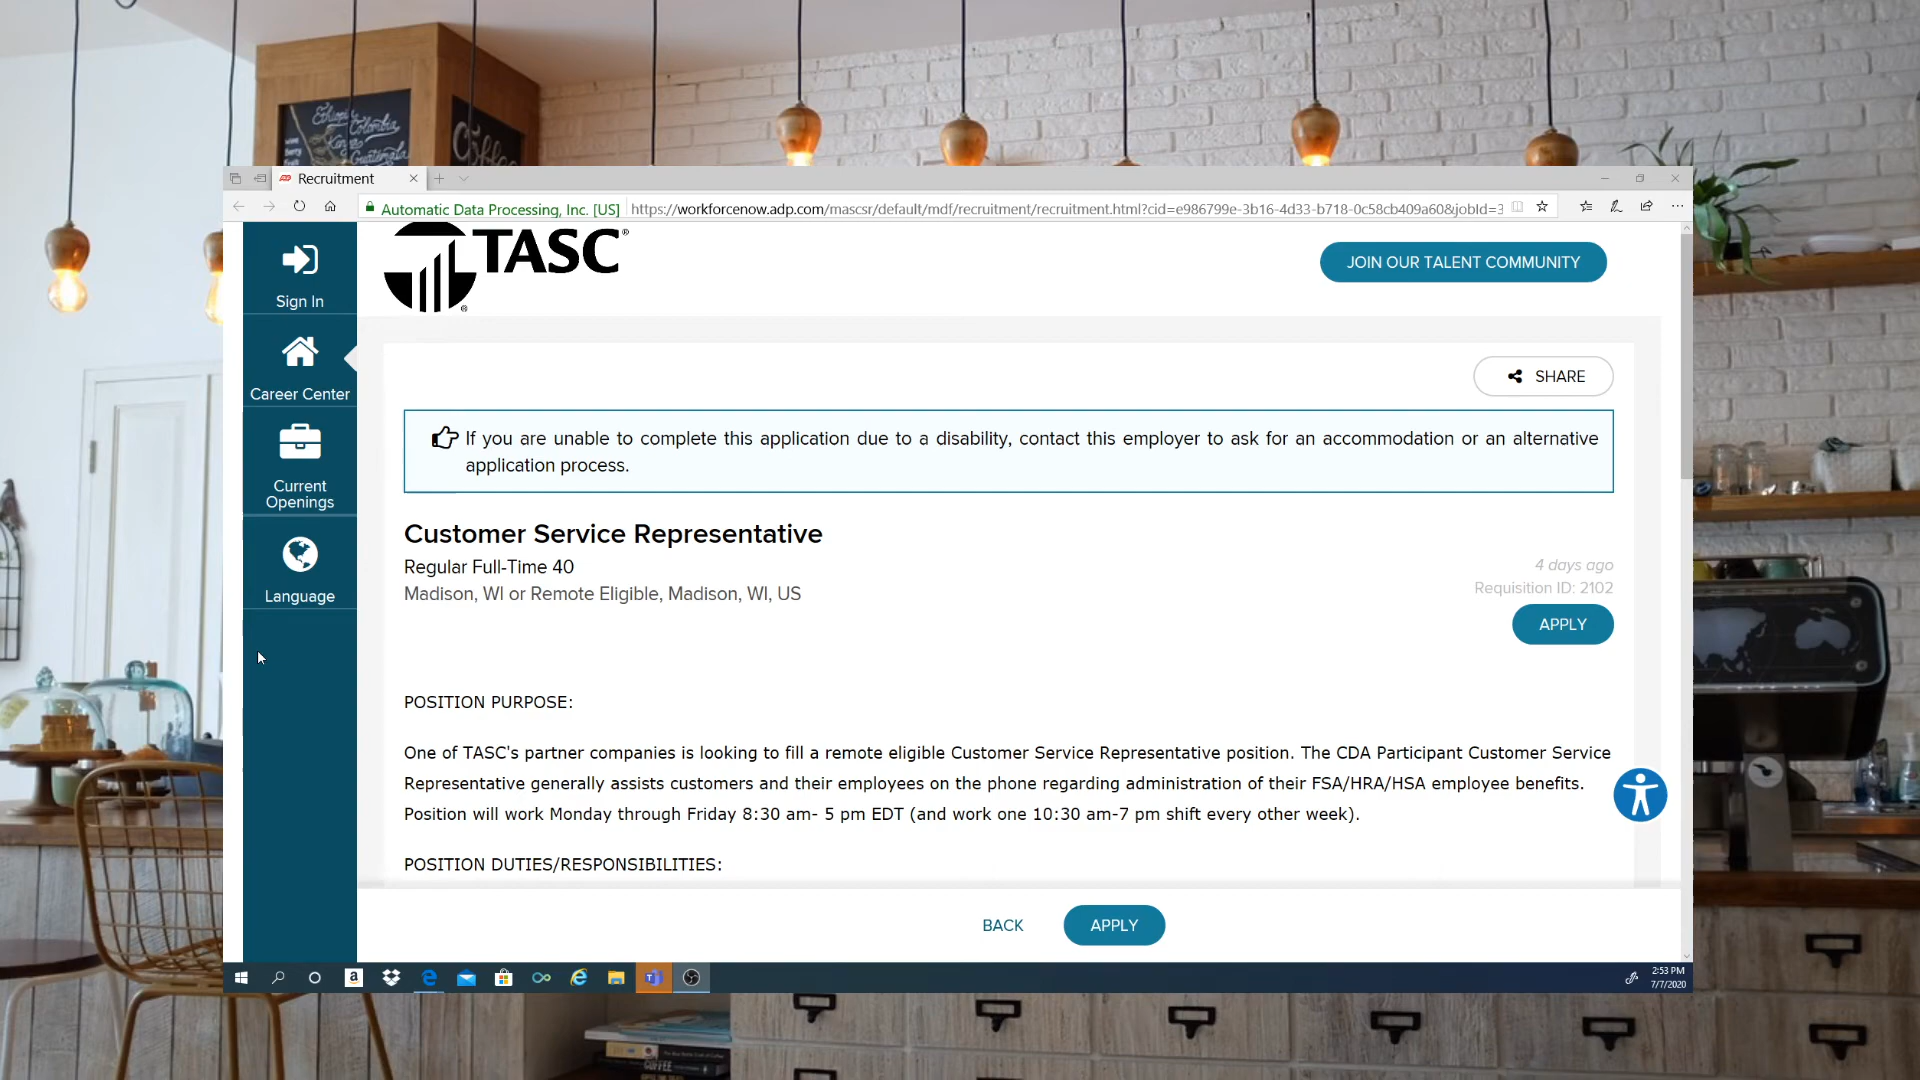 Ethiopia
Colombia
Kenya
Guatemala
Coffee
Recruitment
Automatic Data Processing, Inc. [US]
https://workforcenow.adp.com/mascsr/default/mdf/recruitment/recruitment.html?cid=e986799e-3b16-4d33-b718-0c58cb409a60&jobId=3
TASC®
®
JOIN OUR TALENT COMMUNITY
Sign In
Career Center
Current
Openings
Language
SHARE
If you are unable to complete this application due to a disability, contact this employer to ask for an accommodation or an alternative
application process.
Customer Service Representative
Regular Full-Time 40
Madison, WI or Remote Eligible, Madison, WI, US
4 days ago
Requisition ID: 2102
APPLY
POSITION PURPOSE:
One of TASC's partner companies is looking to fill a remote eligible Customer Service Representative position. The CDA Participant Customer Service
Representative generally assists customers and their employees on the phone regarding administration of their FSA/HRA/HSA employee benefits.
Position will work Monday through Friday 8:30 am- 5 pm EDT (and work one 10:30 am-7 pm shift every other week).
POSITION DUTIES/RESPONSIBILITIES:
BACK
APPLY
2:53 PM
7/7/2020
COFFEE